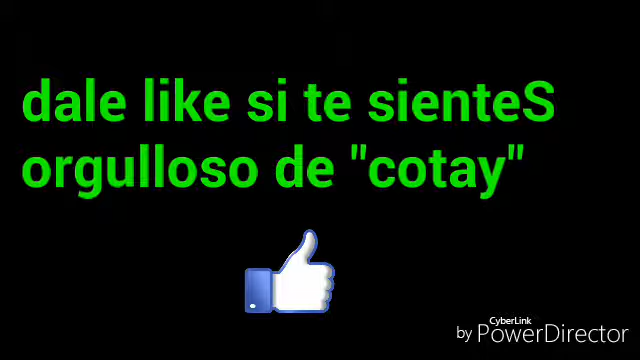 dale like si te sienteS
orgulloso de "cotay"
CyberLink
by PowerDirector